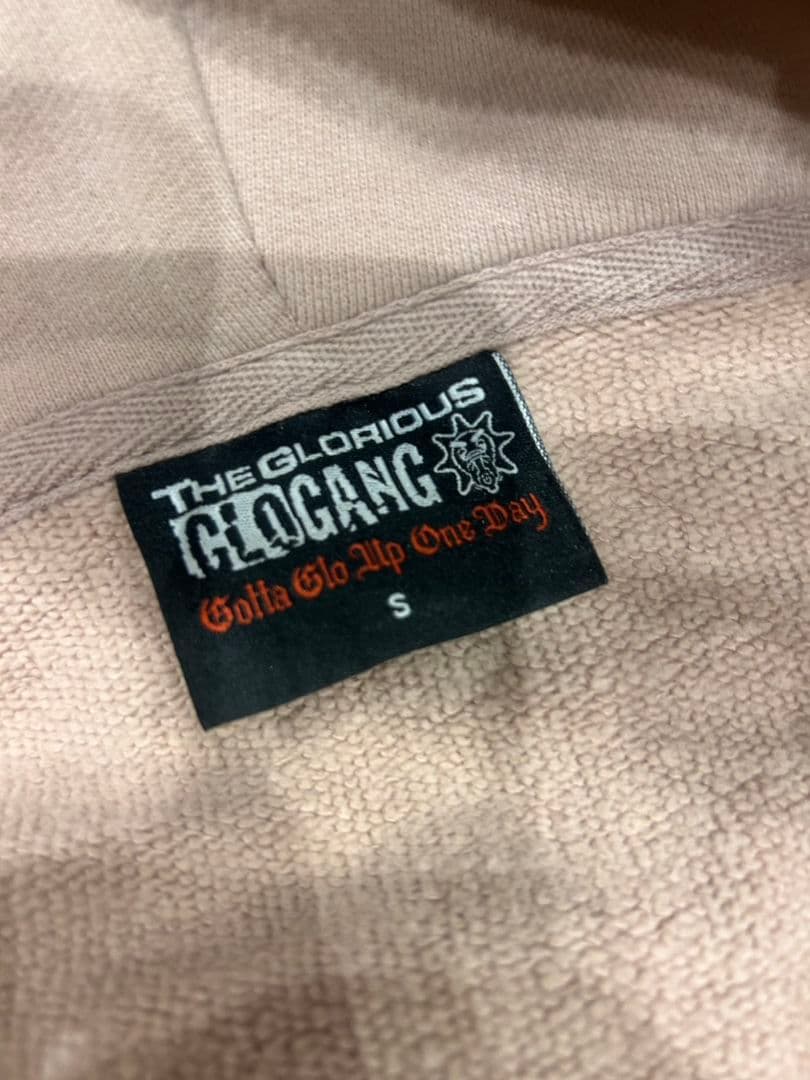 THE GLORIOUS
GLOGANG
Gotta Glo Up One Day
S